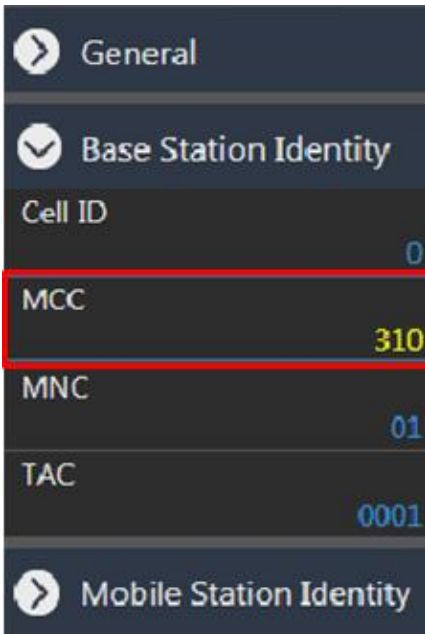 General
Base Station Identity
Cell ID
0
MCC
310
MNC
01
TAC
0001
Mobile Station Identity